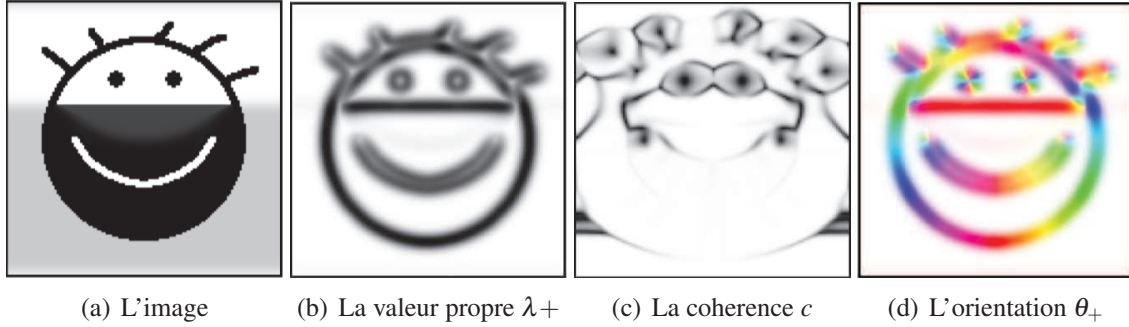 (a) L'image (b) La valeur propre λ+ (c) La coherence c (d) L'orientation θ₊